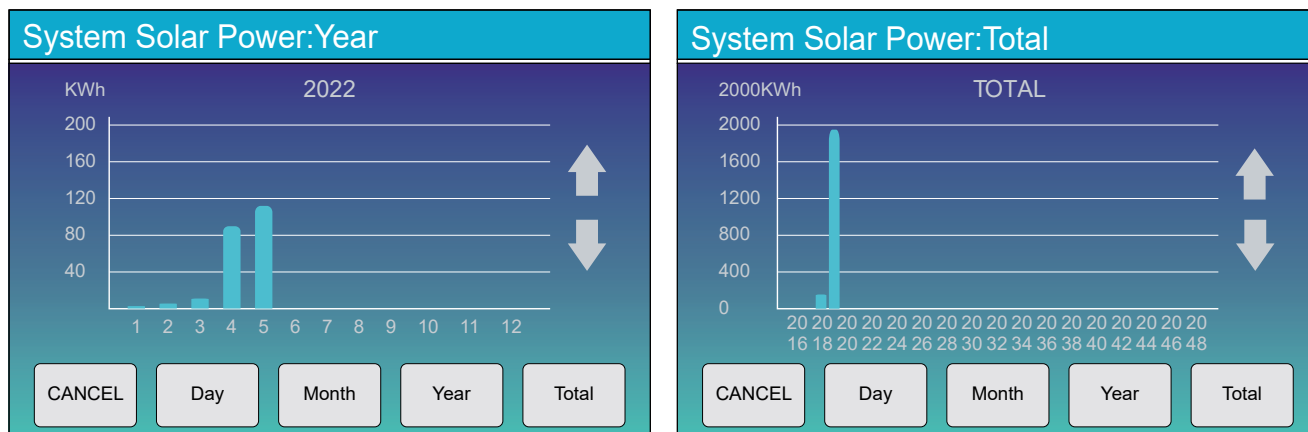 System Solar Power:Year
KWh 2022
200
160
120
80
40
1 2 3 4 5 6 7 8 9 10 11 12
CANCEL Day Month Year Total
System Solar Power:Total
2000KWh TOTAL
2000
1600
1200
800
400
0
20 20 20 20 20 20 20 20 20 20 20 20 20 20 20 20 20
16 18 20 22 24 26 28 30 32 34 36 38 40 42 44 46 48
CANCEL Day Month Year Total